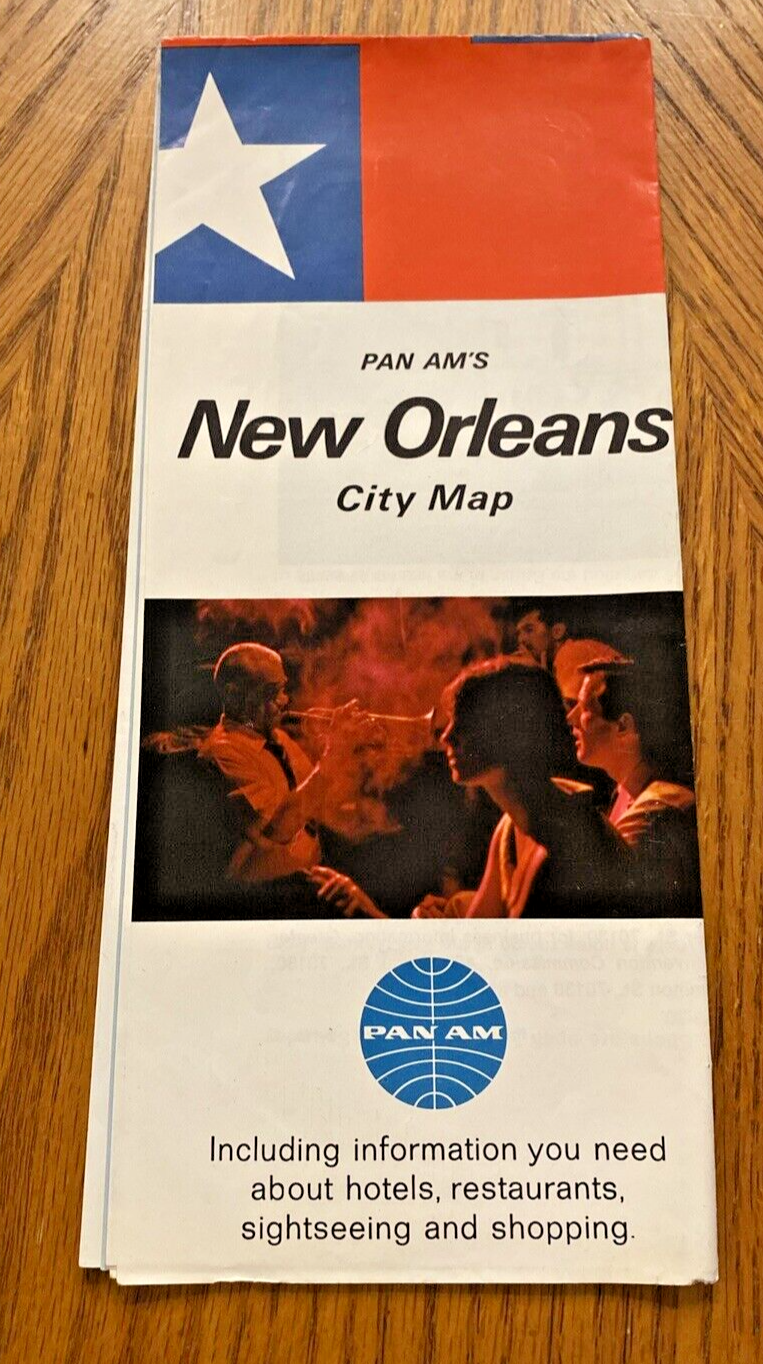 PAN AM'S
New Orleans
City Map
PAN AM
Including information you need
about hotels, restaurants,
sightseeing and shopping.